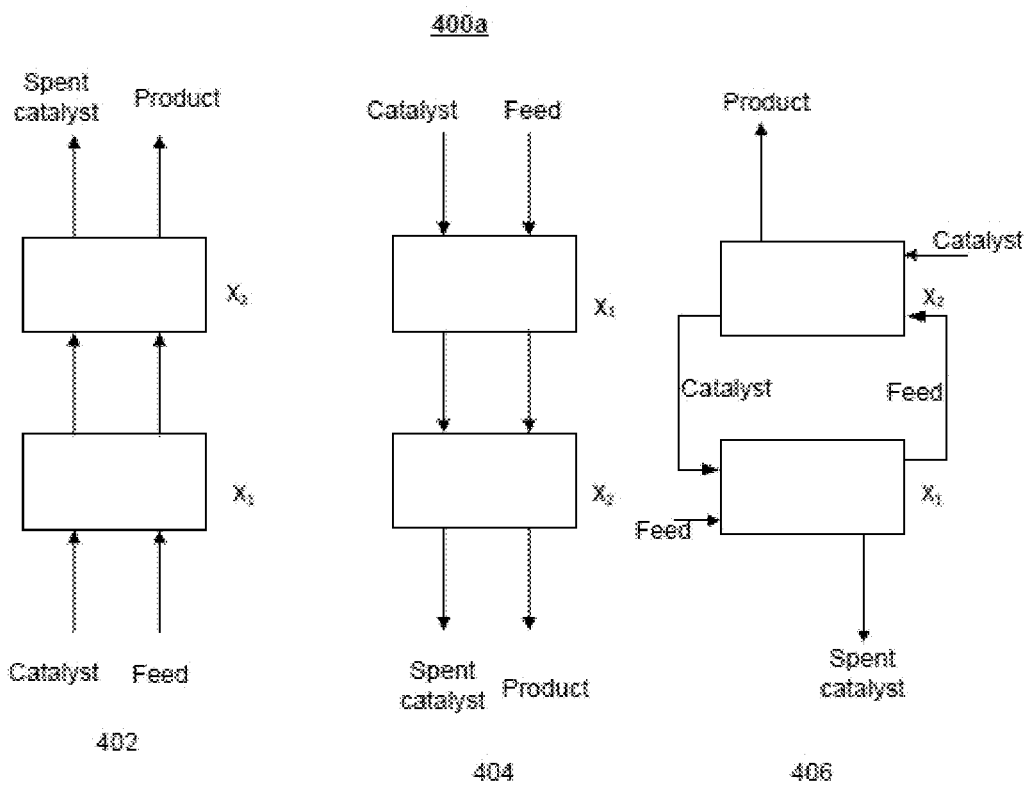 400a
Spent
catalyst
Product
X₂
X₁
Catalyst
Feed
402
Catalyst
Feed
X₁
X₂
Spent
catalyst
Product
404
Product
Catalyst
X₂
Catalyst
Feed
X₁
Feed
Spent
catalyst
406